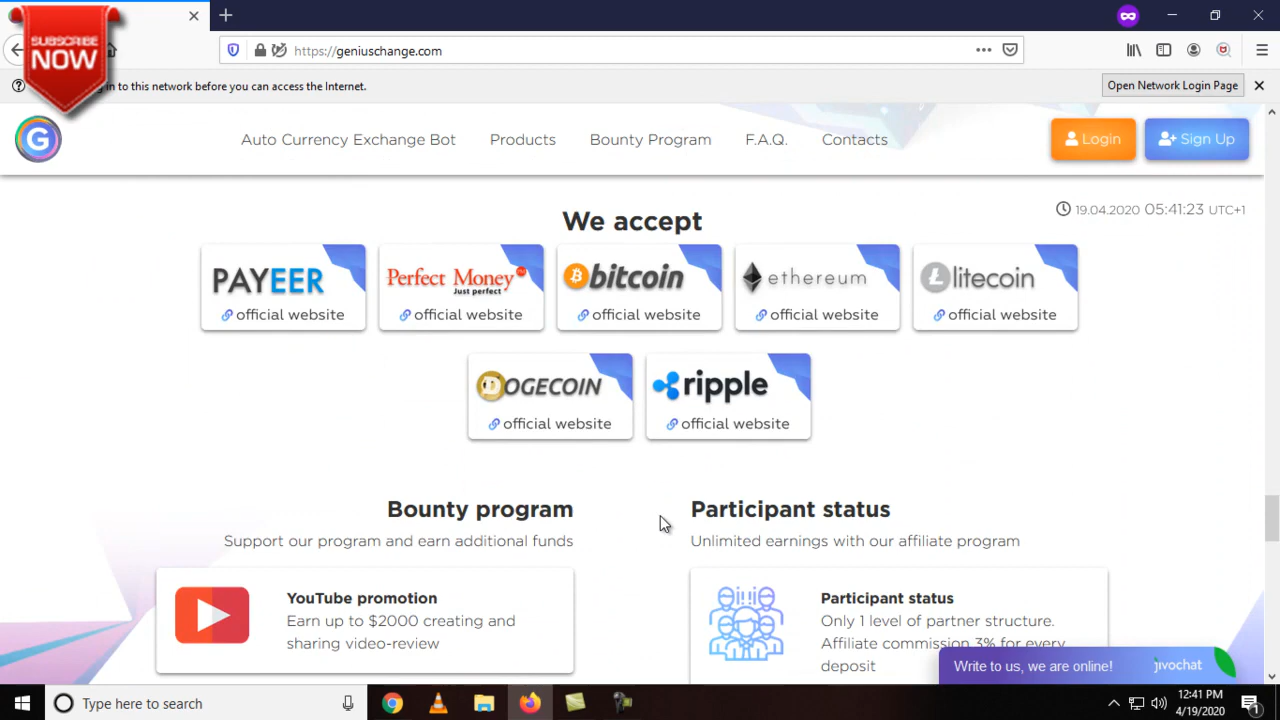 SUBSCRIBE
NOW
https://geniuschange.com
in to this network before you can access the Internet.
Open Network Login Page
G
Auto Currency Exchange Bot
Products
Bounty Program
F.A.Q.
Contacts
Login
Sign Up
19.04.2020 05:41:23 UTC+1
We accept
PAYEER
official website
Perfect Money
Just perfect
official website
bitcoin
official website
ethereum
official website
litecoin
official website
DOGECOIN
official website
ripple
official website
Bounty program
Support our program and earn additional funds
YouTube promotion
Earn up to $2000 creating and
sharing video-review
Participant status
Unlimited earnings with our affiliate program
Participant status
Only 1 level of partner structure.
Affiliate commission 3% for every
deposit
Write to us, we are online!
jivochat
Type here to search
12:41 PM
4/19/2020
1